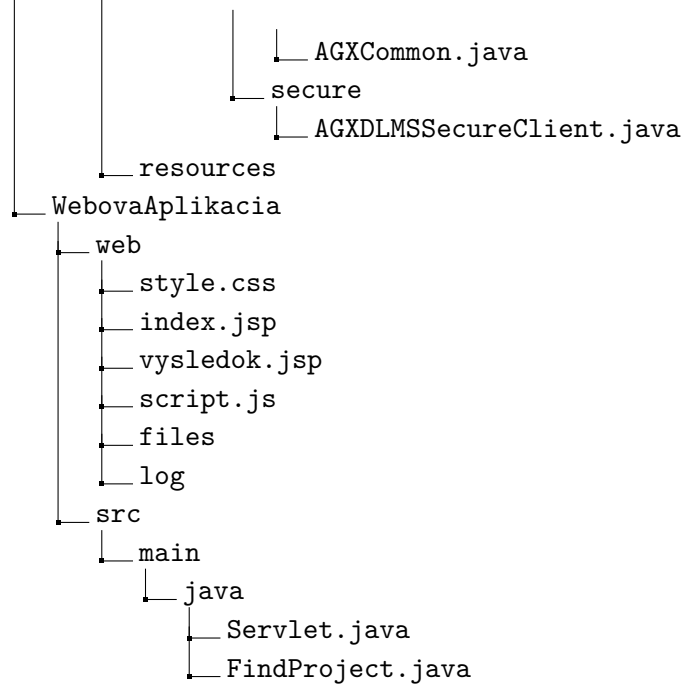 AGXCommon.java
secure
AGXDLMSSecureClient.java
resources
WebovaAplikacia
web
style.css
index.jsp
vysledok.jsp
script.js
files
log
src
main
java
Servlet.java
FindProject.java